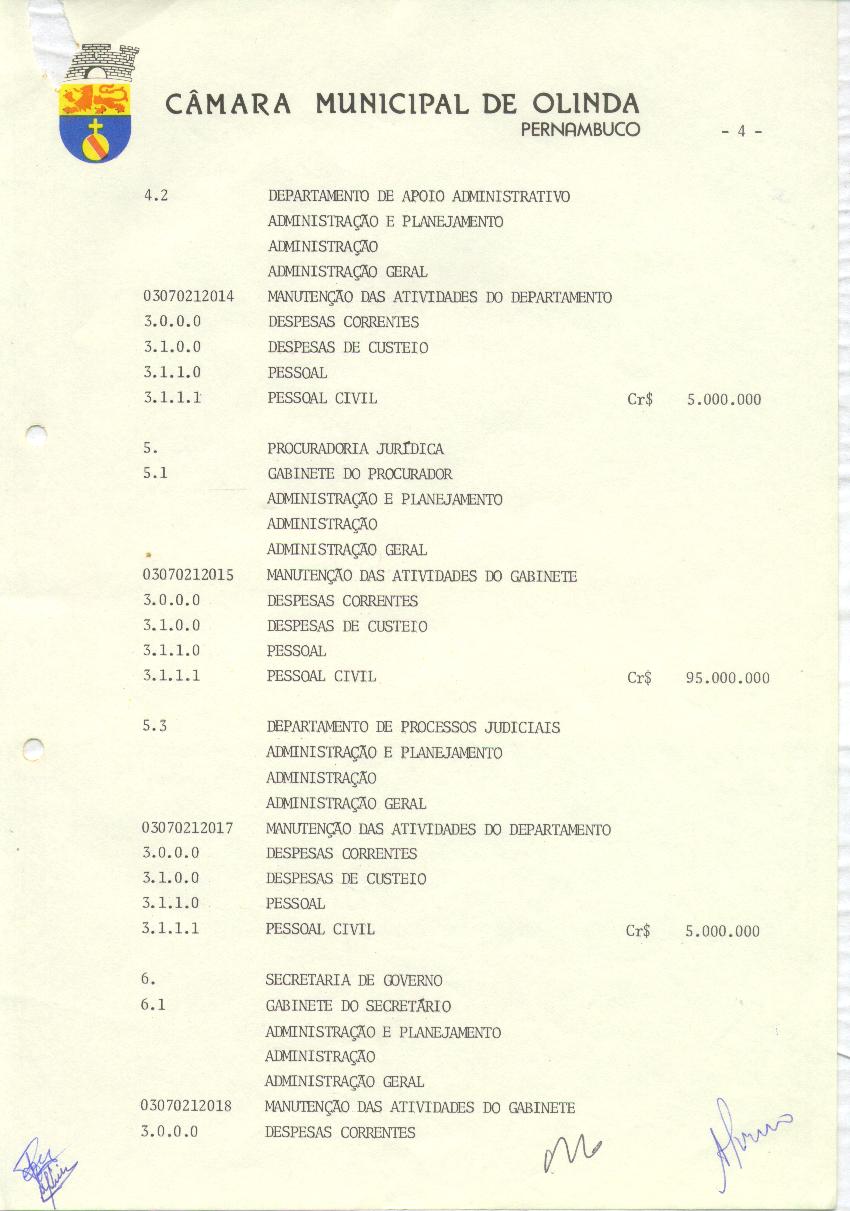 CÂMARA MUNICIPAL DE OLINDA
PERNAMBUCO - 4 -
4.2 DEPARTAMENTO DE APOIO ADMINISTRATIVO
ADMINISTRAÇÃO E PLANEJAMENTO
ADMINISTRAÇÃO
ADMINISTRAÇÃO GERAL
03070212014 MANUTENÇÃO DAS ATIVIDADES DO DEPARTAMENTO
3.0.0.0 DESPESAS CORRENTES
3.1.0.0 DESPESAS DE CUSTEIO
3.1.1.0 PESSOAL
3.1.1.1 PESSOAL CIVIL Cr$ 5.000.000
5. PROCURADORIA JURÍDICA
5.1 GABINETE DO PROCURADOR
ADMINISTRAÇÃO E PLANEJAMENTO
ADMINISTRAÇÃO
ADMINISTRAÇÃO GERAL
03070212015 MANUTENÇÃO DAS ATIVIDADES DO GABINETE
3.0.0.0 DESPESAS CORRENTES
3.1.0.0 DESPESAS DE CUSTEIO
3.1.1.0 PESSOAL
3.1.1.1 PESSOAL CIVIL Cr$ 95.000.000
5.3 DEPARTAMENTO DE PROCESSOS JUDICIAIS
ADMINISTRAÇÃO E PLANEJAMENTO
ADMINISTRAÇÃO
ADMINISTRAÇÃO GERAL
03070212017 MANUTENÇÃO DAS ATIVIDADES DO DEPARTAMENTO
3.0.0.0 DESPESAS CORRENTES
3.1.0.0 DESPESAS DE CUSTEIO
3.1.1.0 PESSOAL
3.1.1.1 PESSOAL CIVIL Cr$ 5.000.000
6. SECRETARIA DE GOVERNO
6.1 GABINETE DO SECRETÁRIO
ADMINISTRAÇÃO E PLANEJAMENTO
ADMINISTRAÇÃO
ADMINISTRAÇÃO GERAL
03070212018 MANUTENÇÃO DAS ATIVIDADES DO GABINETE
3.0.0.0 DESPESAS CORRENTES